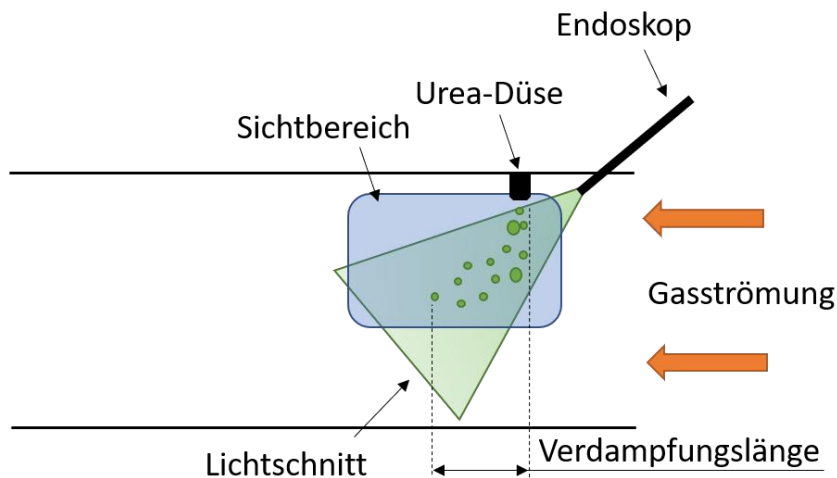 Endoskop
Urea-Düse
Sichtbereich
Gasströmung
Verdampfungslänge
Lichtschnitt